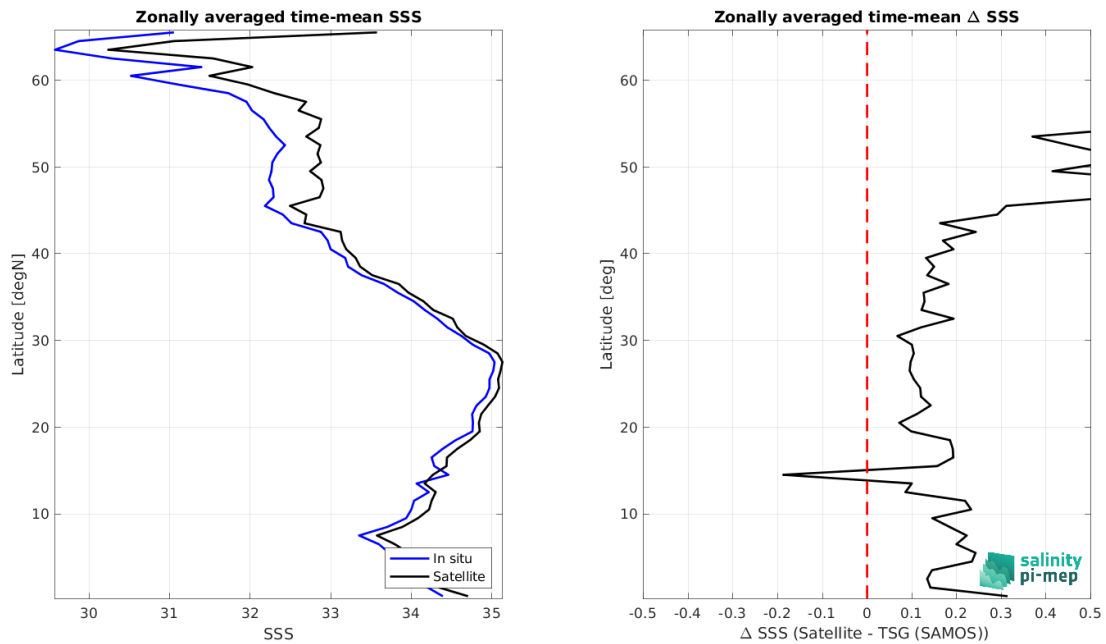 Zonally averaged time-mean SSS
60
50
40
30
20
10
Latitude [degN]
30
31
32
33
34
35
SSS
In situ
Satellite
Zonally averaged time-mean Δ SSS
60
50
40
30
20
10
Latitude [deg]
-0.5
-0.4
-0.3
-0.2
-0.1
0
0.1
0.2
0.3
0.4
0.5
Δ SSS (Satellite - TSG (SAMOS))
salinity
pi-mep